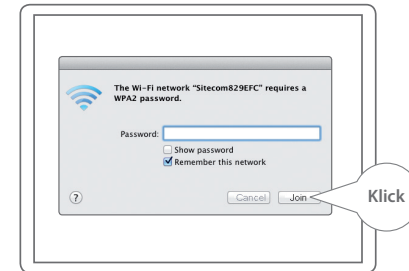 The Wi-Fi network “Sitecom829EFC” requires a
WPA2 password.
Password:
Show password
Remember this network
?
Cancel
Join
Klick